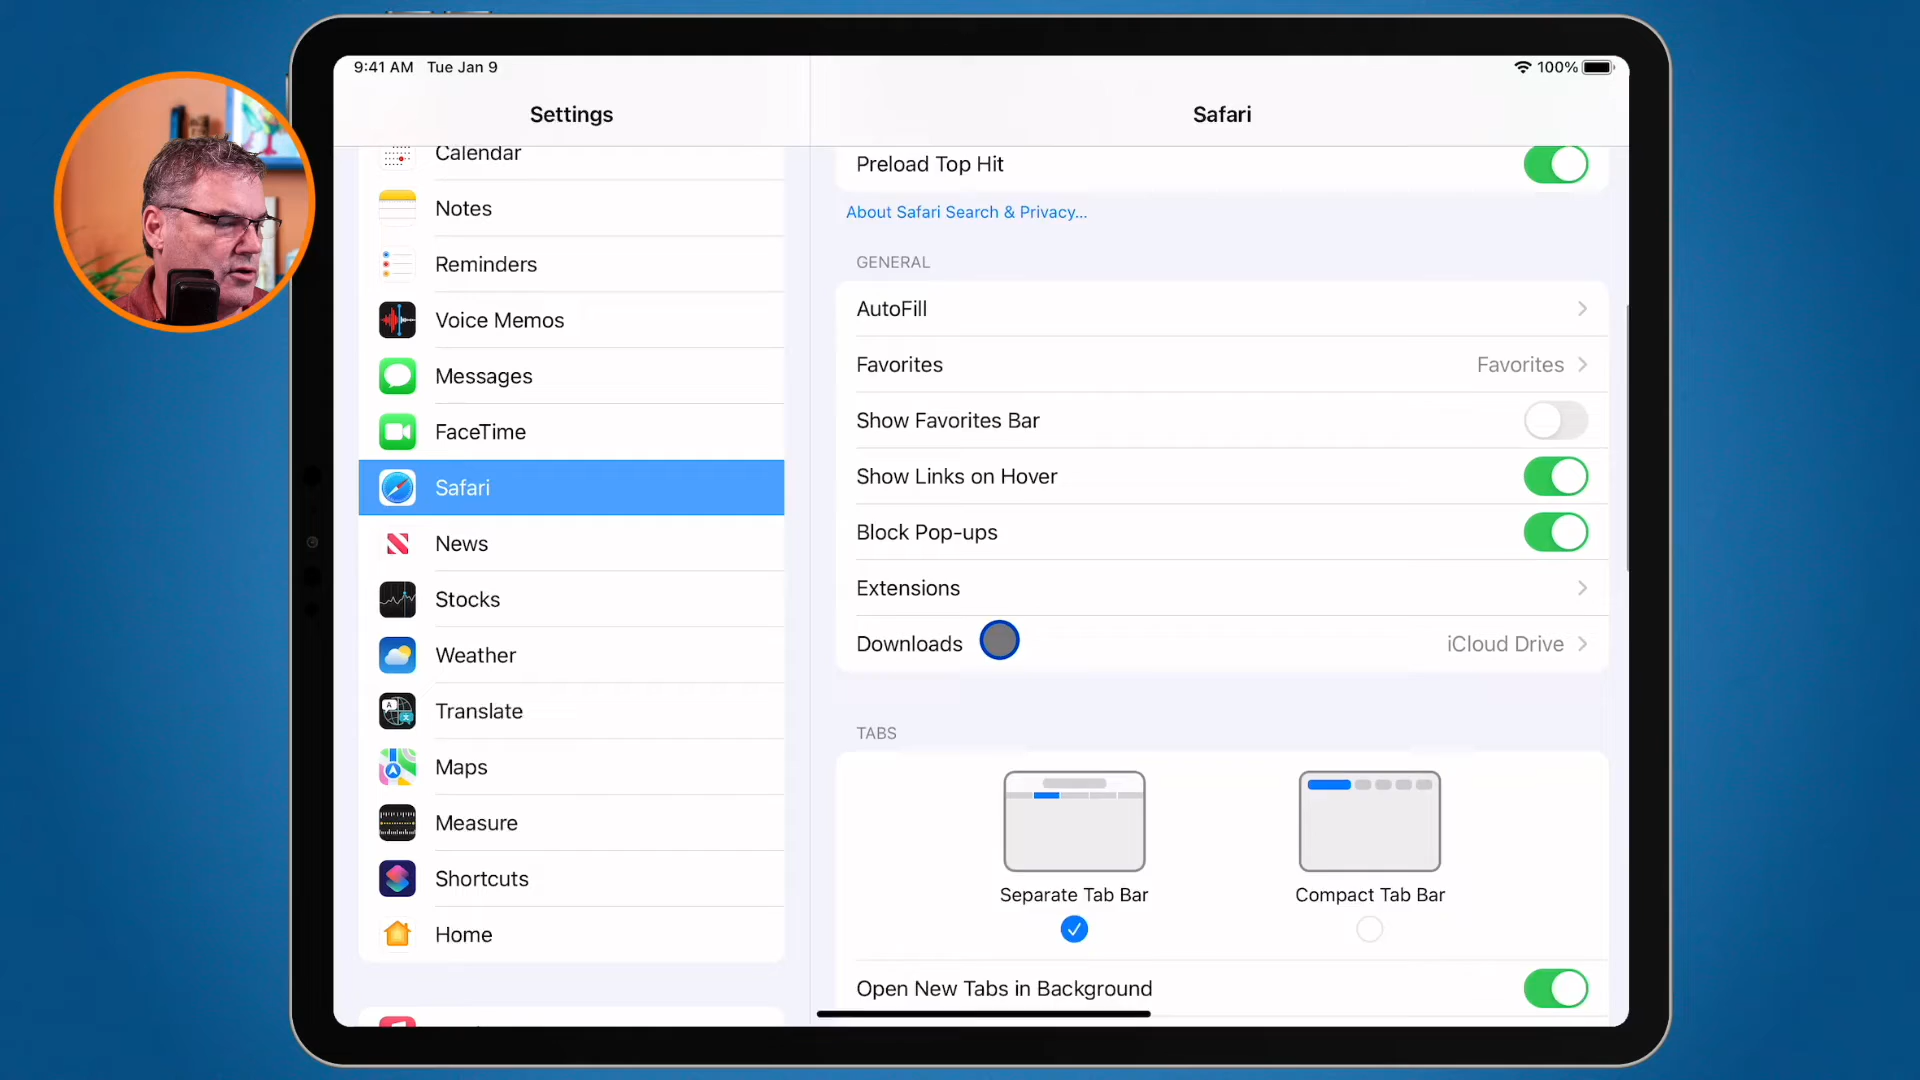 9:41 AM Tue Jan 9
100%
Settings
Safari
Calendar
Notes
Reminders
Voice Memos
Messages
FaceTime
Safari
News
Stocks
Weather
Translate
Maps
Measure
Shortcuts
Home
Preload Top Hit
About Safari Search & Privacy...
GENERAL
AutoFill
Favorites Favorites
Show Favorites Bar
Show Links on Hover
Block Pop-ups
Extensions
Downloads iCloud Drive
TABS
Separate Tab Bar
Compact Tab Bar
Open New Tabs in Background